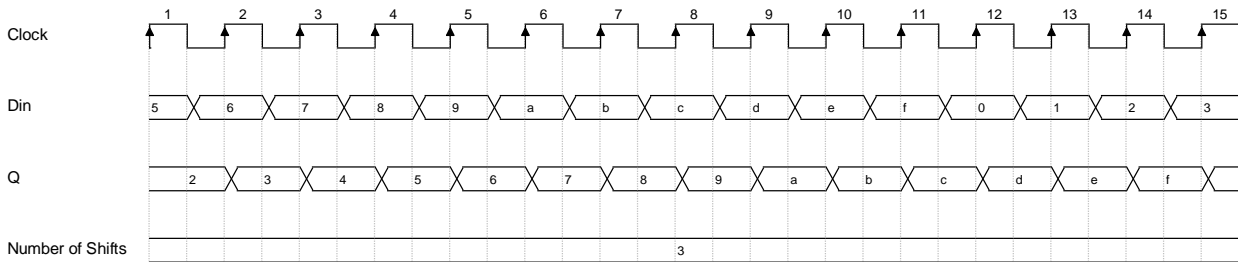 1 2 3 4 5 6 7 8 9 10 11 12 13 14 15
Clock
Din 5 6 7 8 9 a b c d e f 0 1 2 3
Q 2 3 4 5 6 7 8 9 a b c d e f
Number of Shifts 3